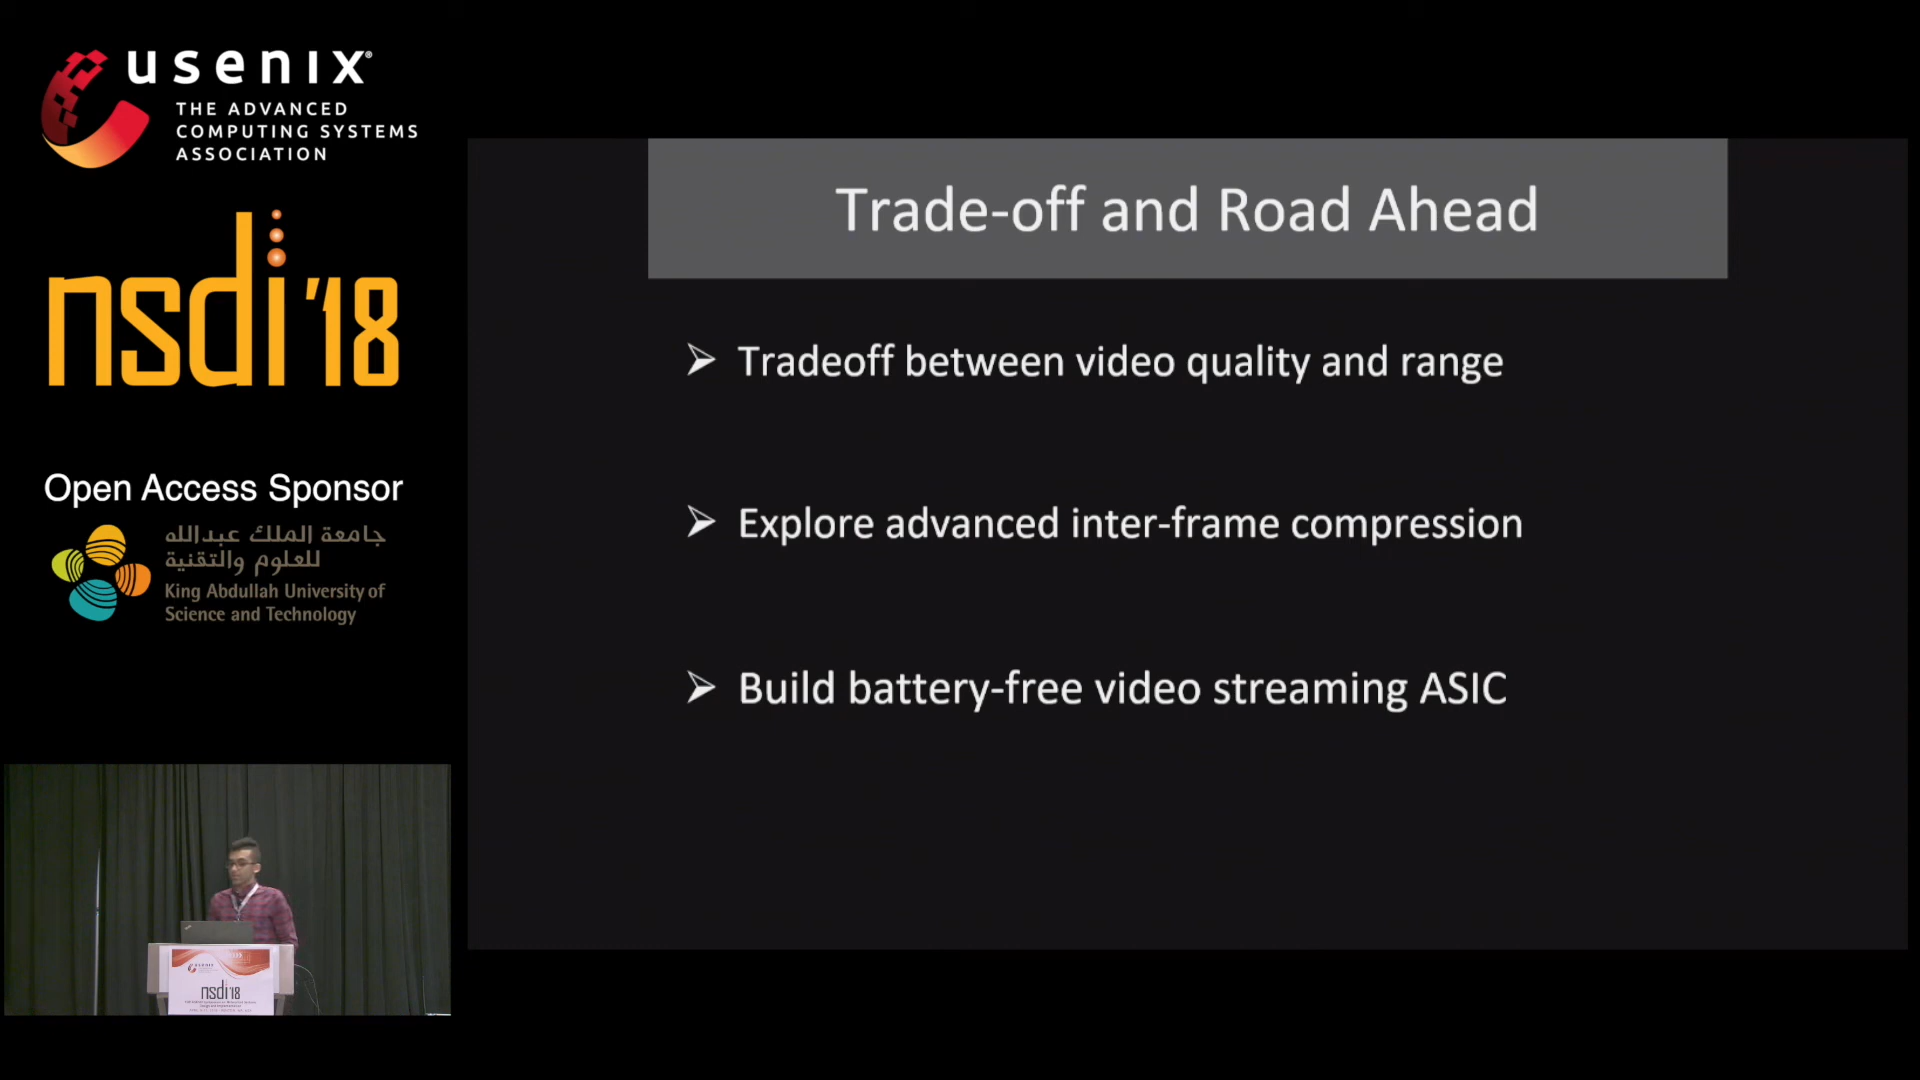 usenix®
THE ADVANCED
COMPUTING SYSTEMS
ASSOCIATION
nsdi '18
Open Access Sponsor
جامعة الملك عبدالله
للعلوم والتقنية
King Abdullah University of
Science and Technology
Trade-off and Road Ahead
➢ Tradeoff between video quality and range
➢ Explore advanced inter-frame compression
➢ Build battery-free video streaming ASIC
usenix
nsdi '18